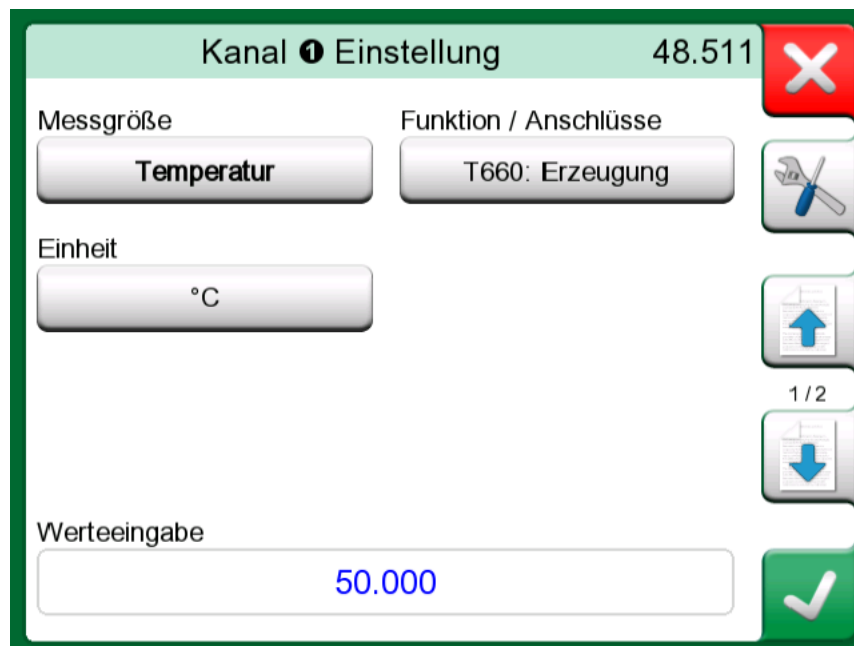 Kanal ❶ Einstellung 48.511
Messgröße Funktion / Anschlüsse
Temperatur T660: Erzeugung
Einheit
°C
1 / 2
Werteeingabe
50.000